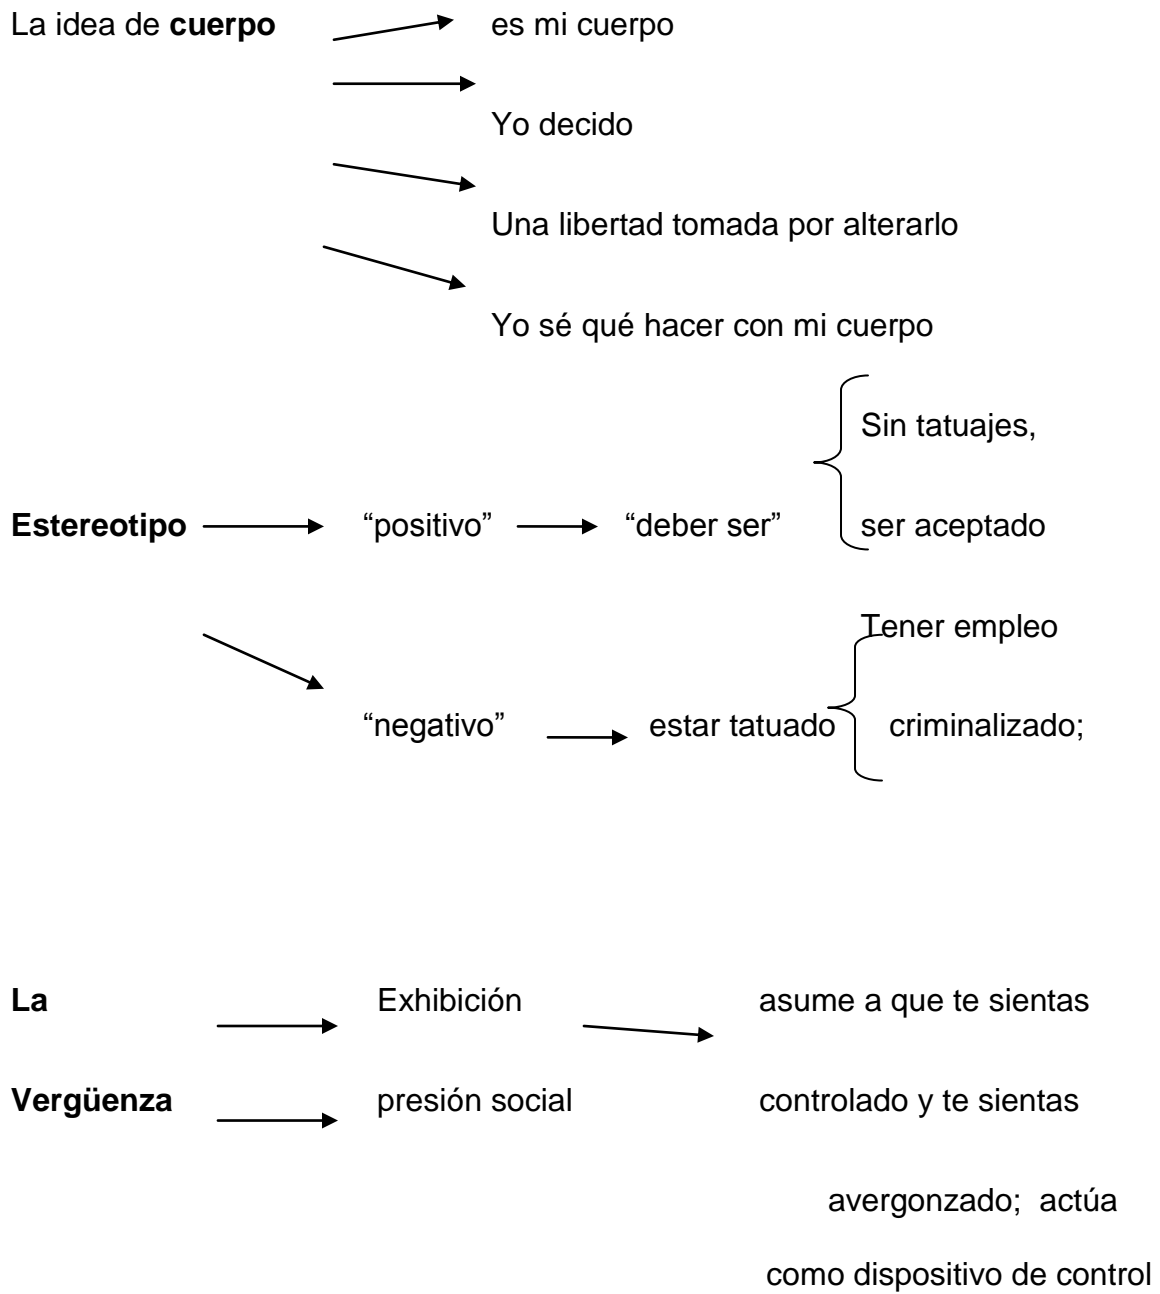 La idea de cuerpo es mi cuerpo
Yo decido
Una libertad tomada por alterarlo
Yo sé qué hacer con mi cuerpo
Sin tatuajes,
Estereotipo “positivo” “deber ser” ser aceptado
Tener empleo
“negativo” estar tatuado criminalizado;
La Exhibición asume a que te sientas
Vergüenza presión social controlado y te sientas
avergonzado; actúa
como dispositivo de control